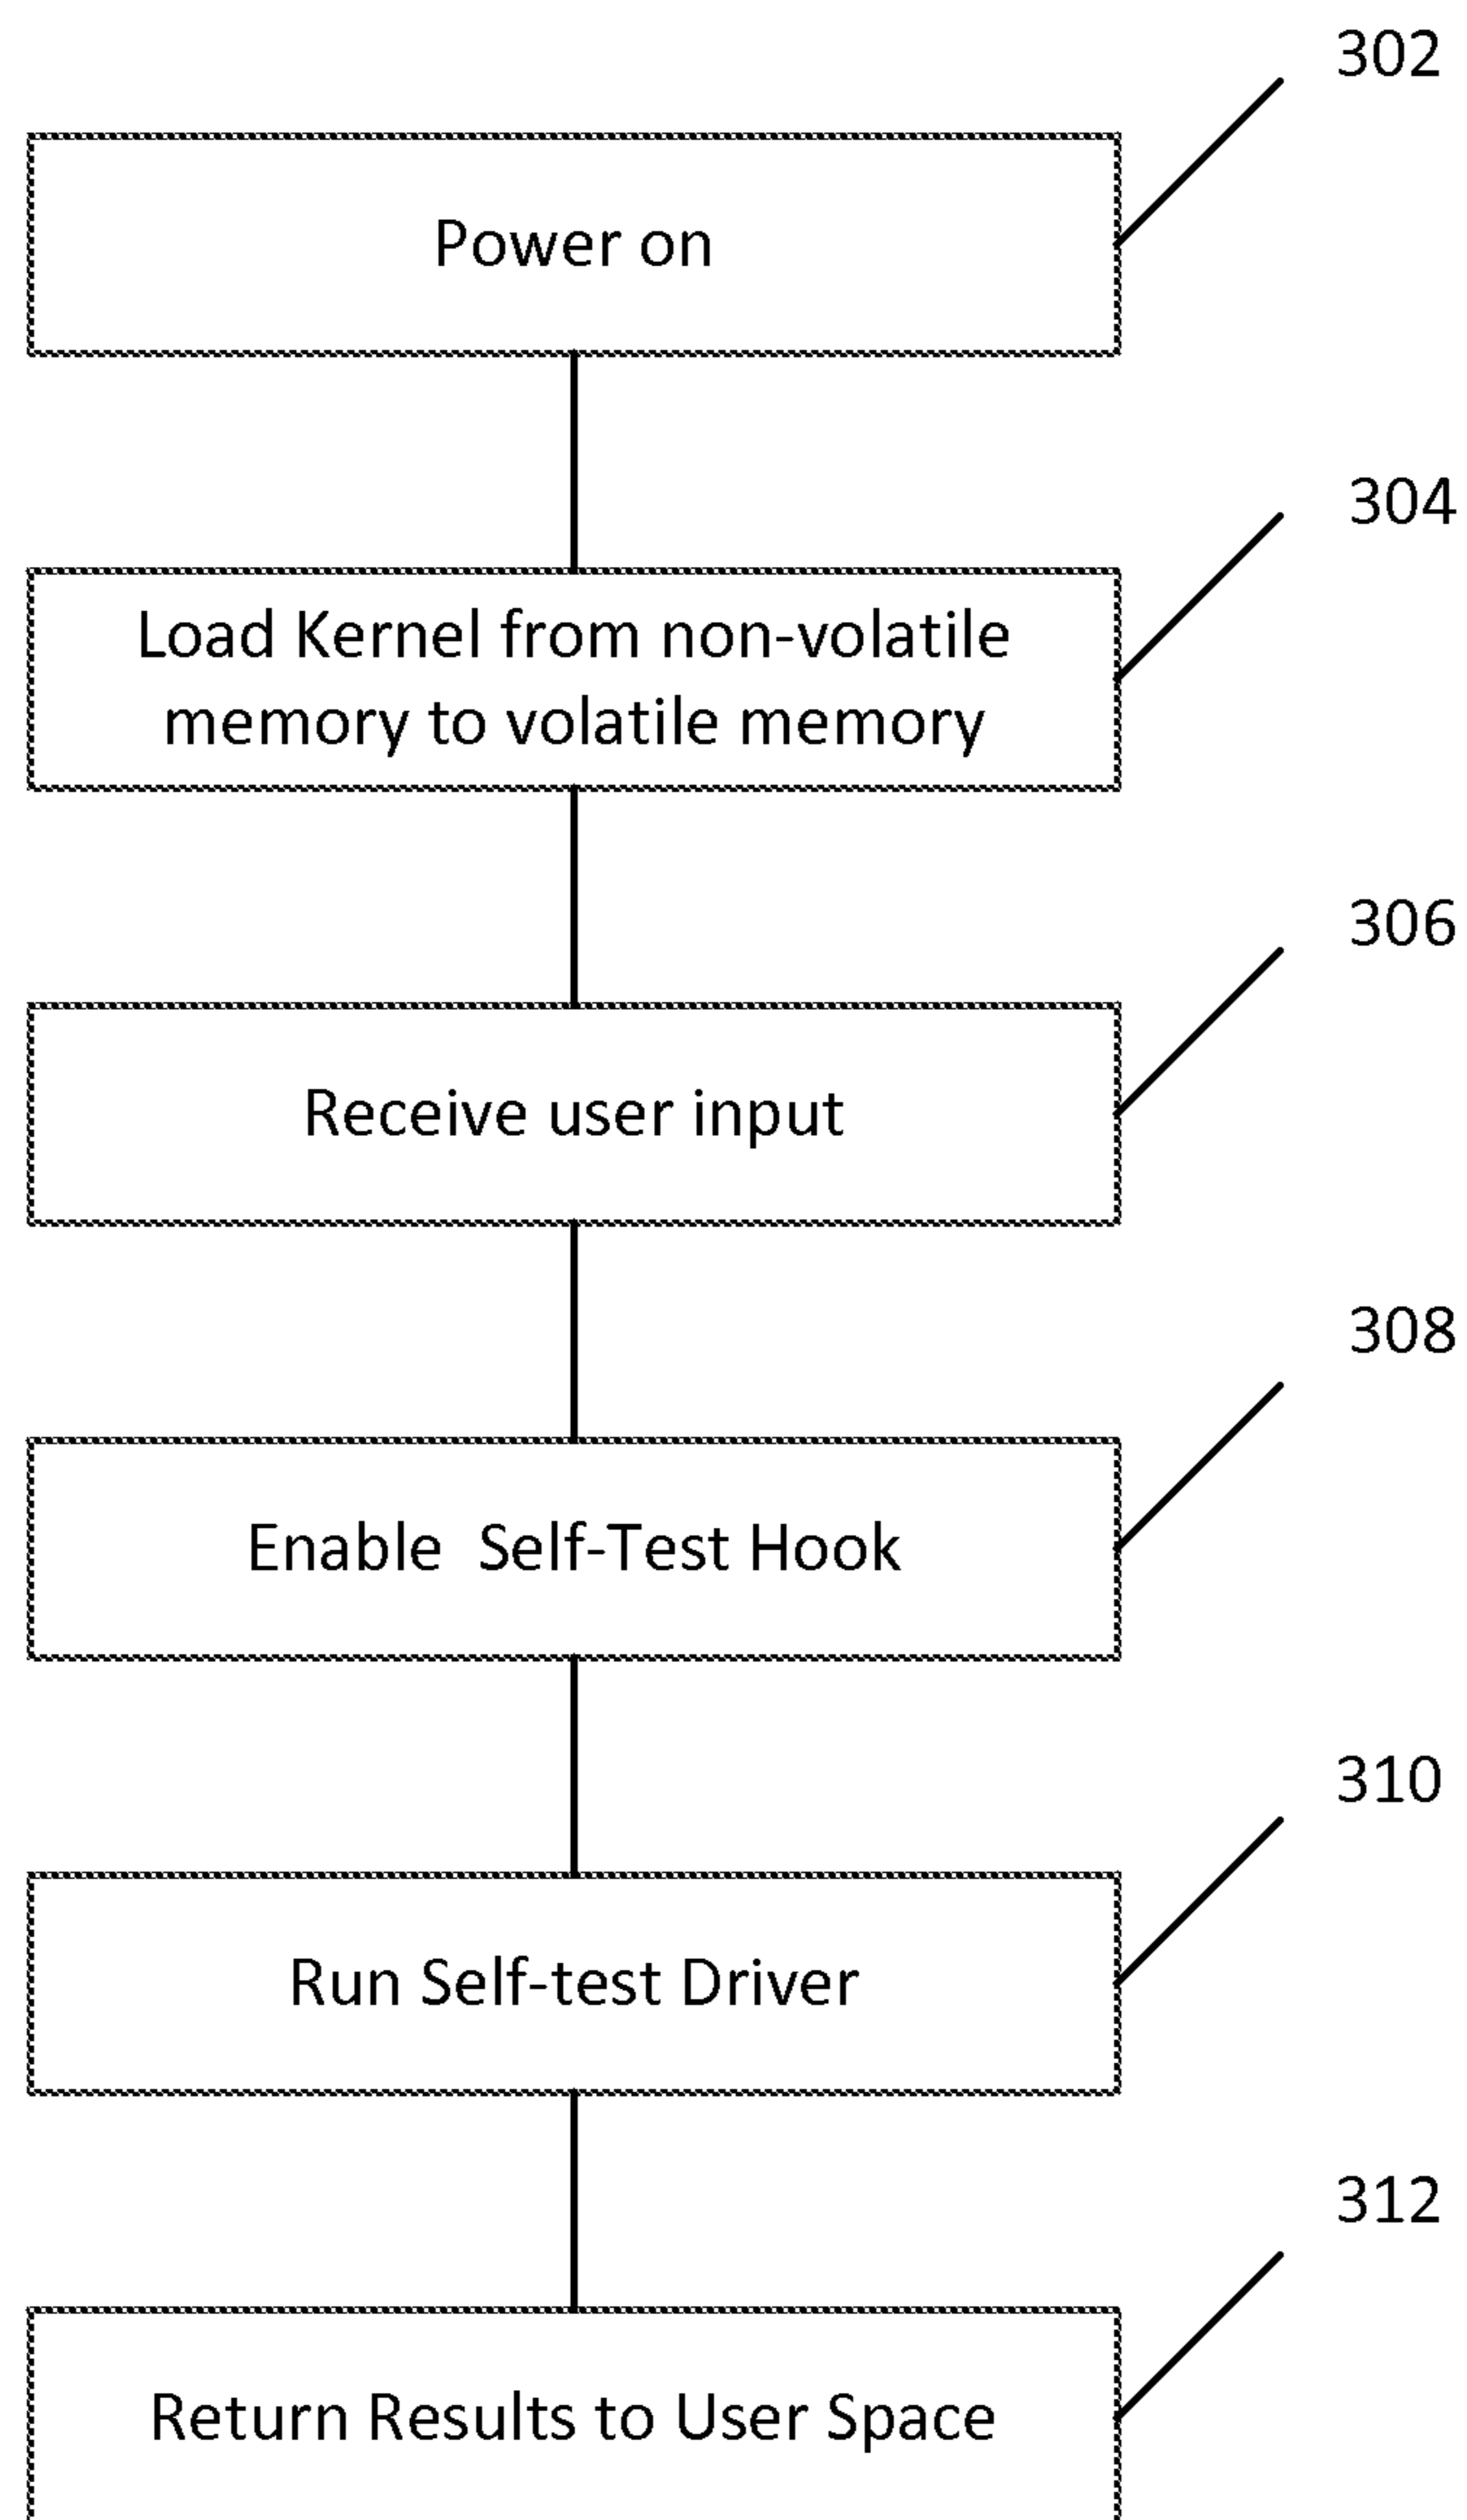 302
Power on
304
Load Kernel from non-volatile
memory to volatile memory
306
Receive user input
308
Enable  Self-Test Hook
310
Run Self-test Driver
312
Return Results to User Space